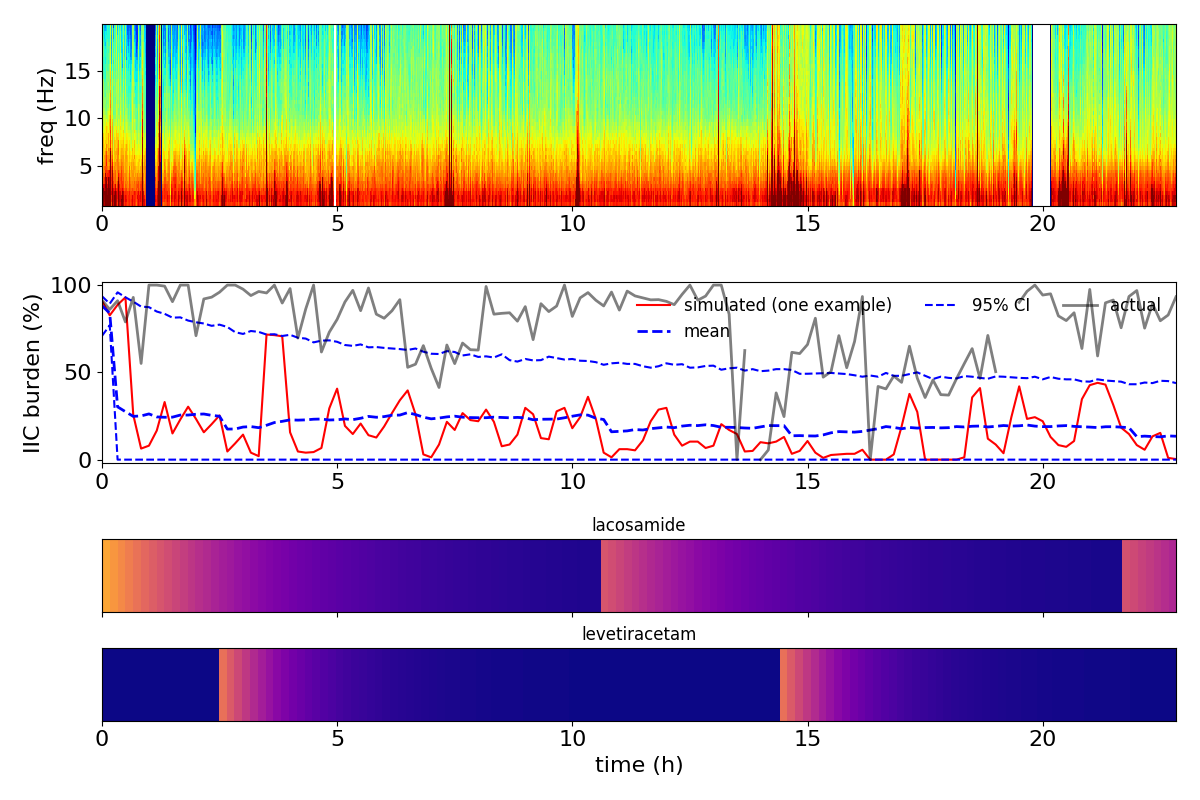 freq (Hz)
15
10
5
0 5 10 15 20
IIC burden (%)
100
50
0
simulated (one example) 95% CI actual
mean
0 5 10 15 20
lacosamide
levetiracetam
0 5 10 15 20
time (h)